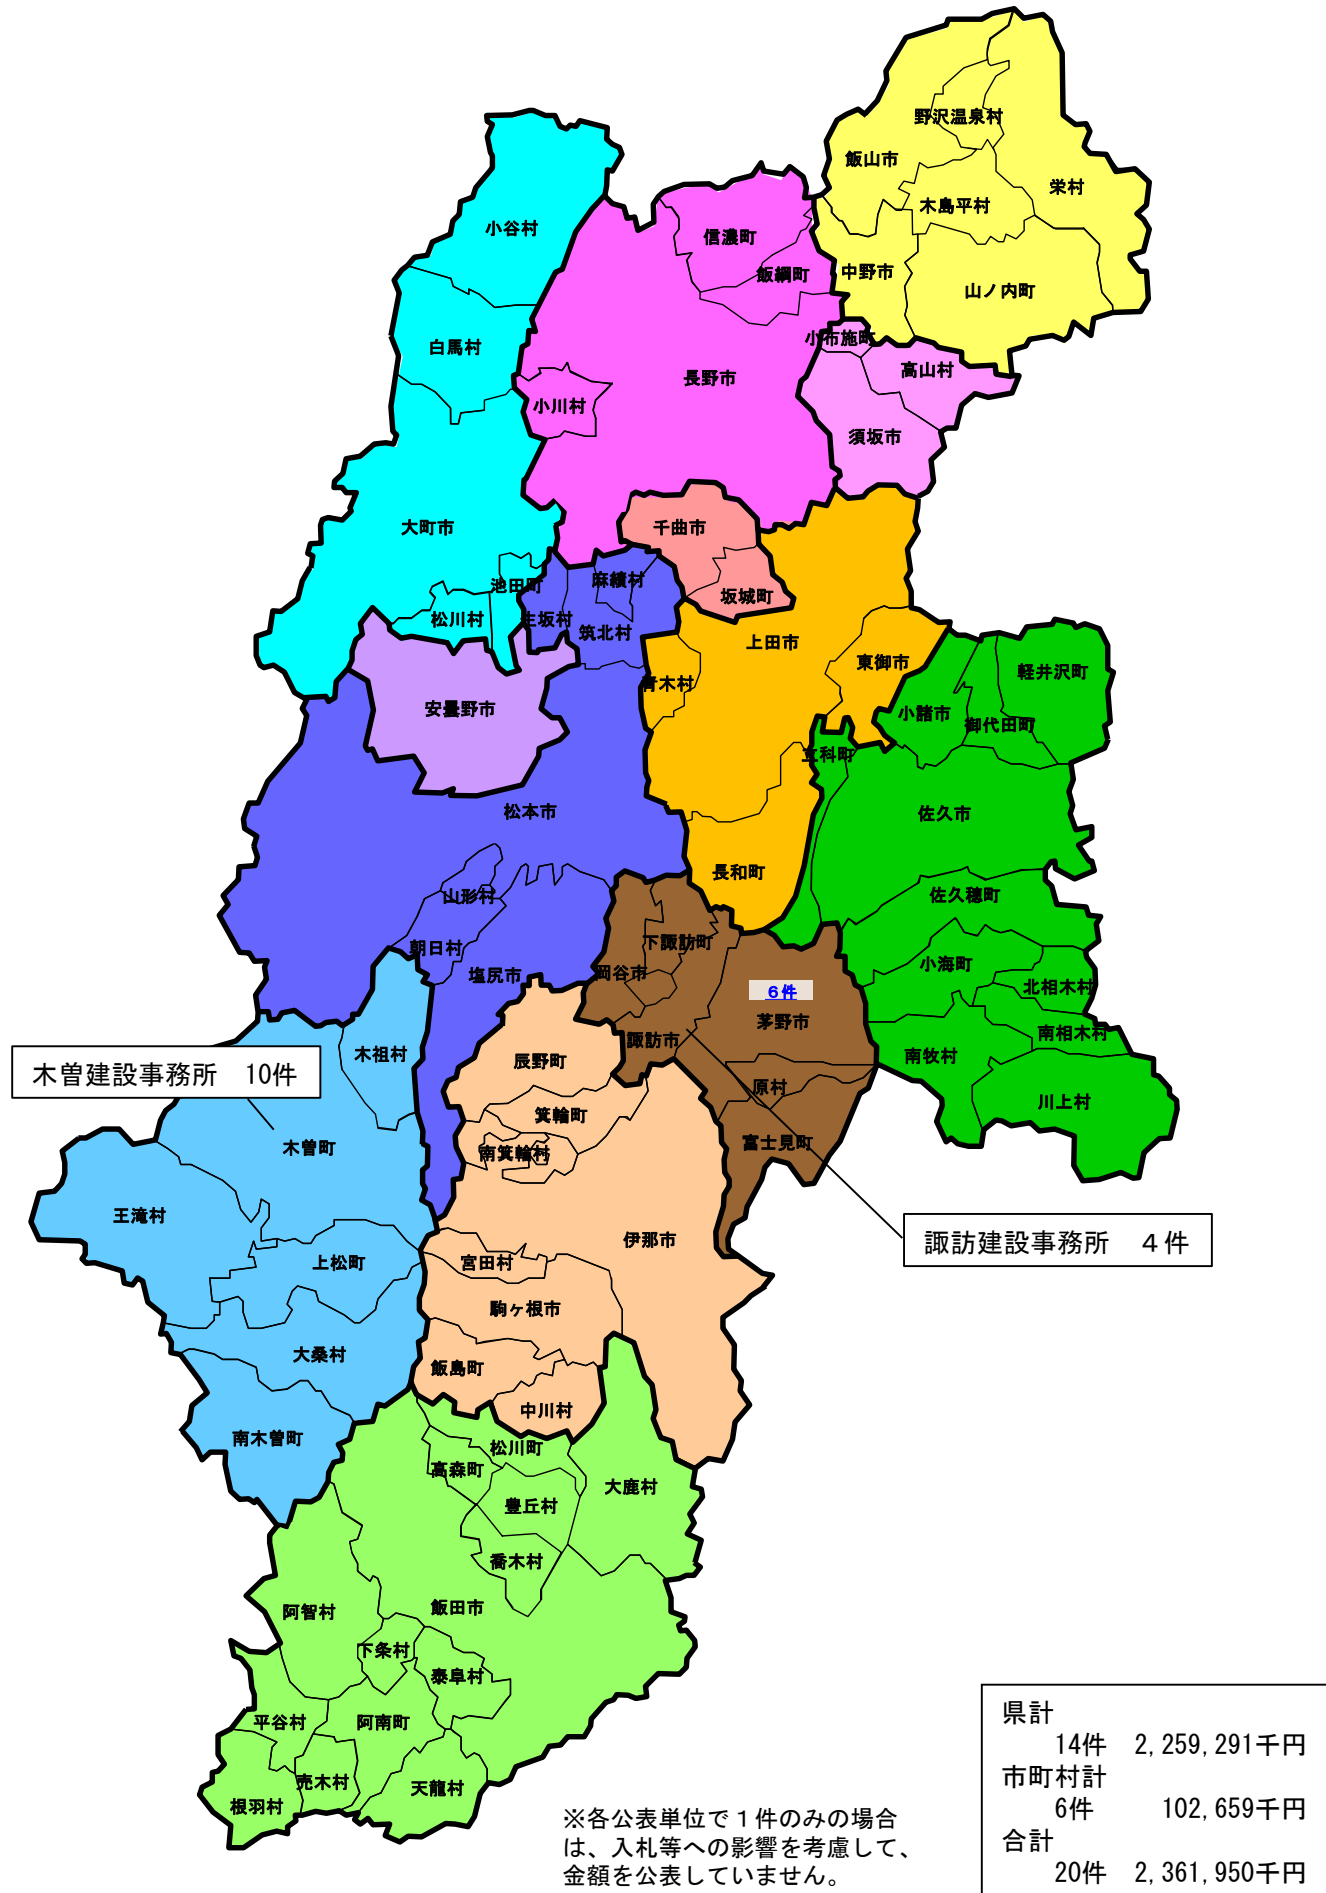 野沢温泉村
飯山市
栄村
木島平村
小谷村
信濃町
中野市
飯綱町
山ノ内町
小布施町
白馬村
高山村
長野市
小川村
須坂市
大町市
千曲市
池田町
麻績村
坂城町
松川村
生坂村
筑北村
上田市
東御市
軽井沢町
青木村
安曇野市
小諸市
御代田町
立科町
松本市
佐久市
長和町
山形村
佐久穂町
朝日村
下諏訪町
塩尻市
岡谷市
小海町
北相木村
6件
茅野市
南相木村
諏訪市
木祖村
南牧村
辰野町
木曽建設事務所 10件
原村
川上村
箕輪町
木曽町
富士見町
南箕輪村
王滝村
伊那市
諏訪建設事務所 4件
上松町
宮田村
駒ヶ根市
大桑村
飯島町
中川村
南木曽町
松川町
高森町
大鹿村
豊丘村
喬木村
阿智村
飯田市
下条村
泰阜村
平谷村
阿南町
売木村
天龍村
根羽村
県計
14件 2,259,291千円
市町村計
6件 102,659千円
合計
20件 2,361,950千円
※各公表単位で1件のみの場合
は、入札等への影響を考慮して、
金額を公表していません。